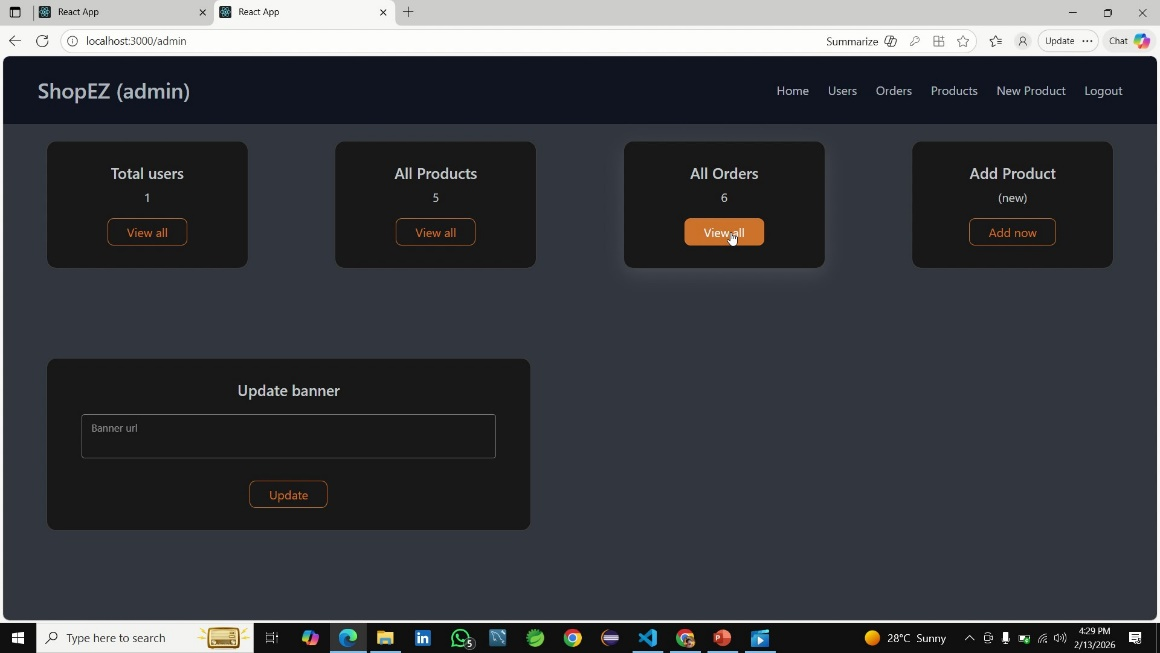 React App
React App
localhost:3000/admin
Summarize
Update
Chat
ShopEZ (admin)
Home Users Orders Products New Product Logout
Total users
1
View all
All Products
5
View all
All Orders
6
View all
Add Product
(new)
Add now
Update banner
Banner url
Update
Type here to search
5
28°C Sunny
4:29 PM
2/13/2026